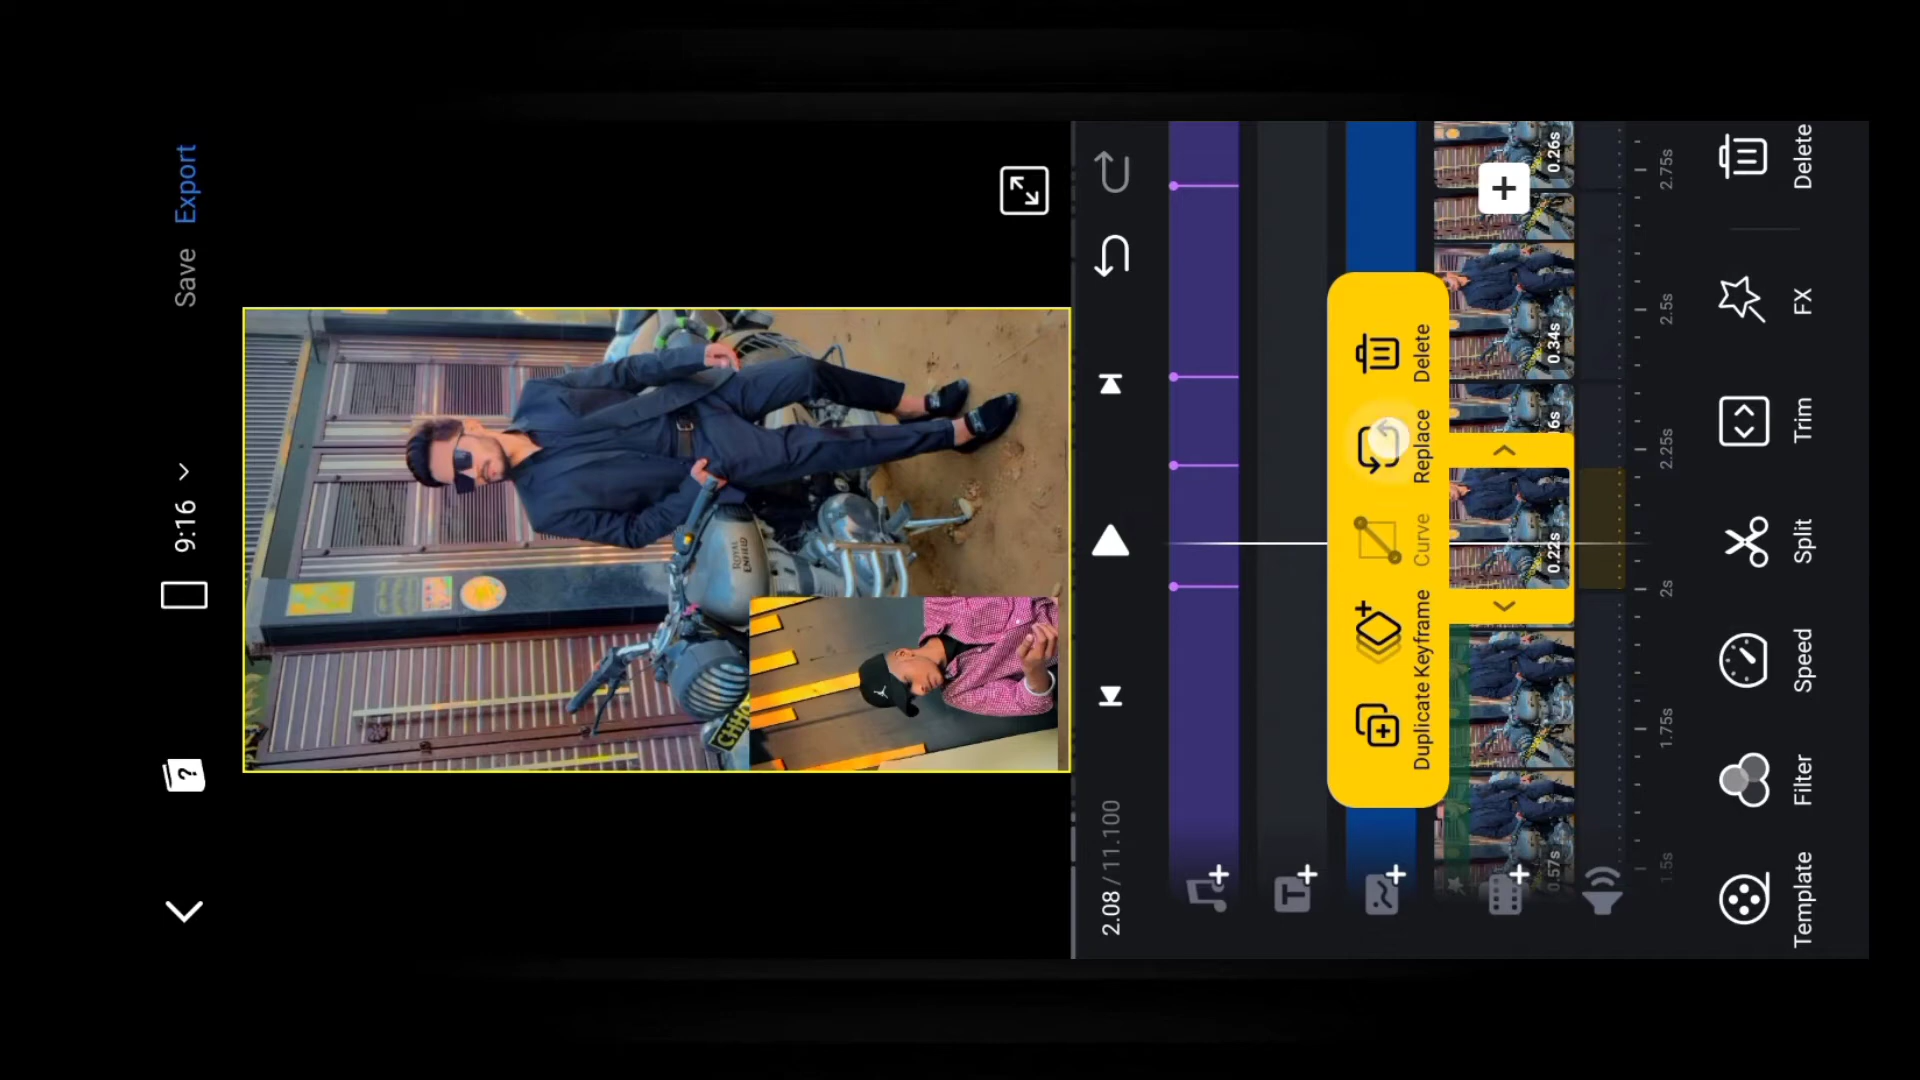 Save Export
9:16
?
ROYAL
ENFIELD
2.08 / 11.100
T
Duplicate Keyframe Curve Replace Delete
0.57s 0.22s 0.34s 0.26s
1.5s 1.75s 2s 2.25s 2.5s 2.75s
Template Filter Speed Split Trim FX Delete